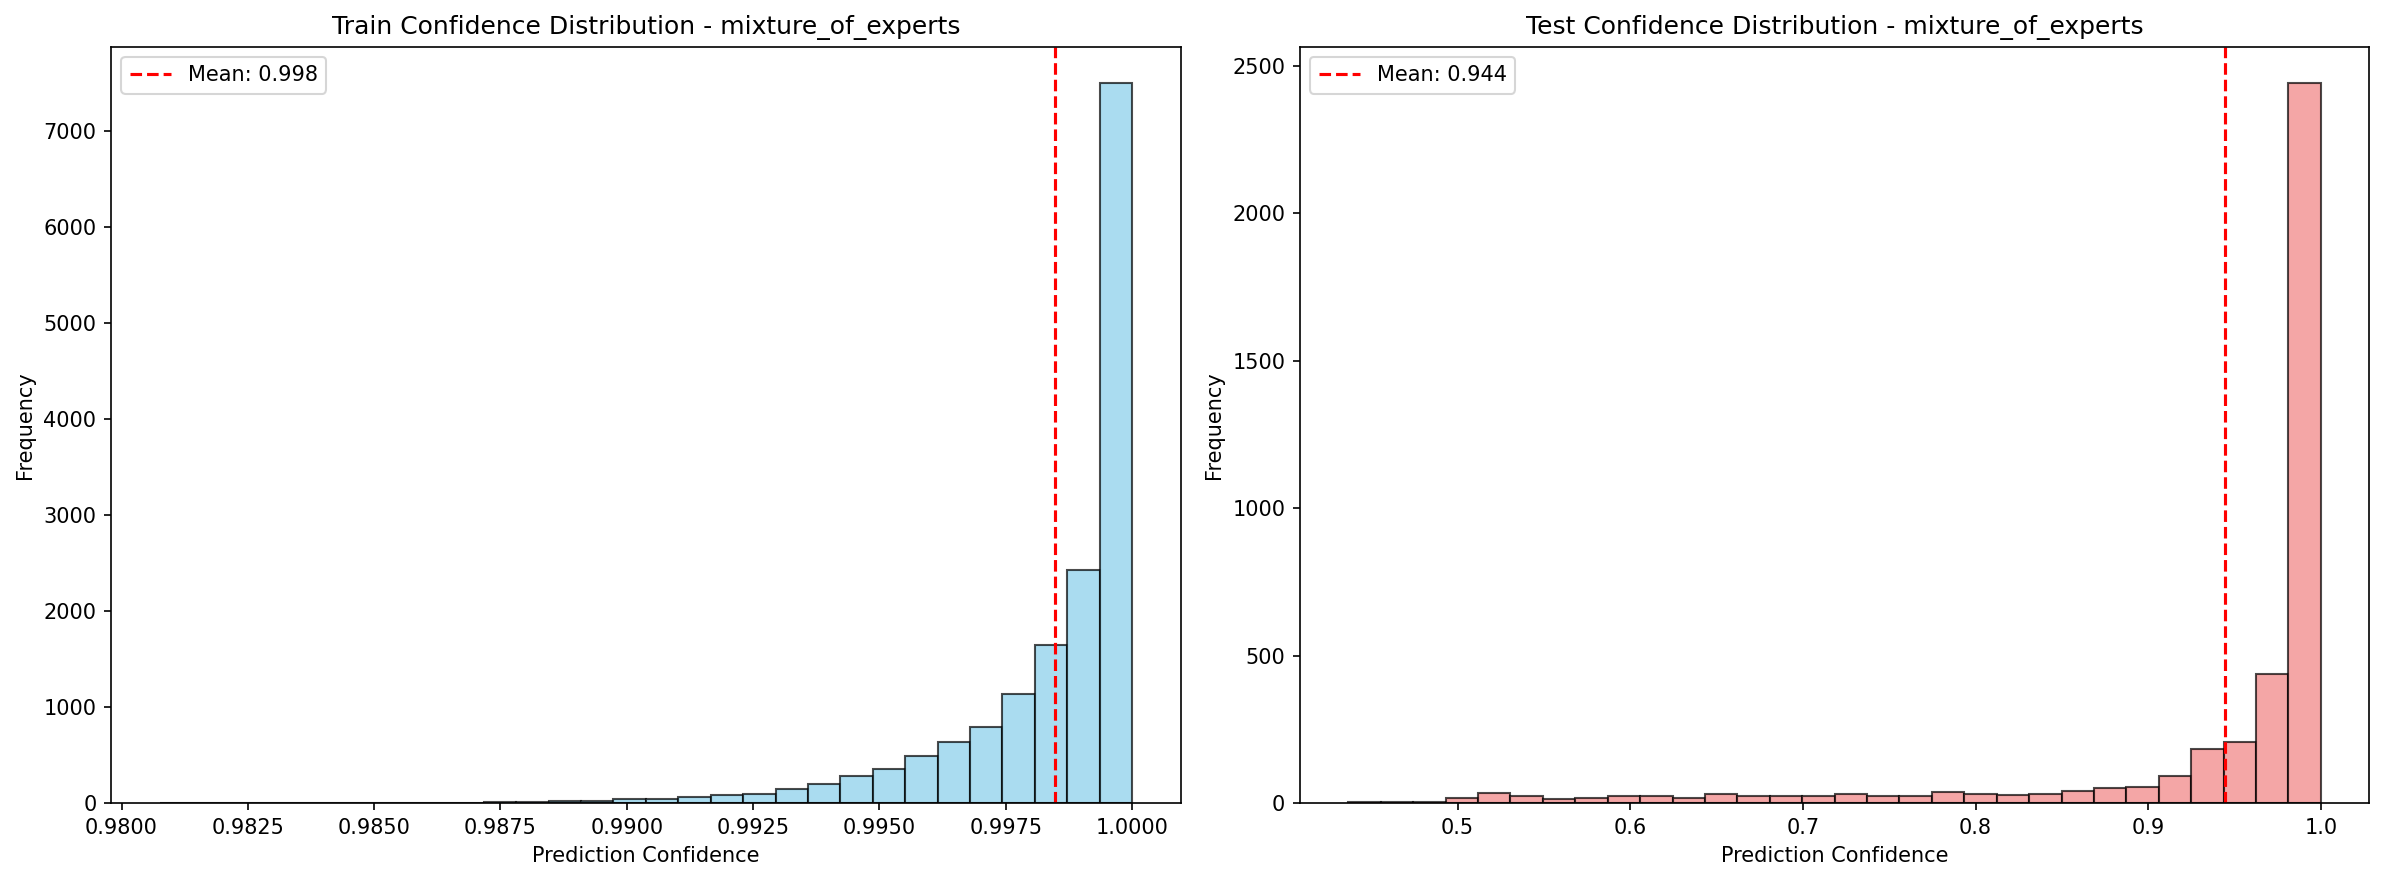 Train Confidence Distribution - mixture_of_experts
Mean: 0.998
Frequency
7000
6000
5000
4000
3000
2000
1000
0
0.9800 0.9825 0.9850 0.9875 0.9900 0.9925 0.9950 0.9975 1.0000
Prediction Confidence
Test Confidence Distribution - mixture_of_experts
Mean: 0.944
Frequency
2500
2000
1500
1000
500
0
0.5 0.6 0.7 0.8 0.9 1.0
Prediction Confidence